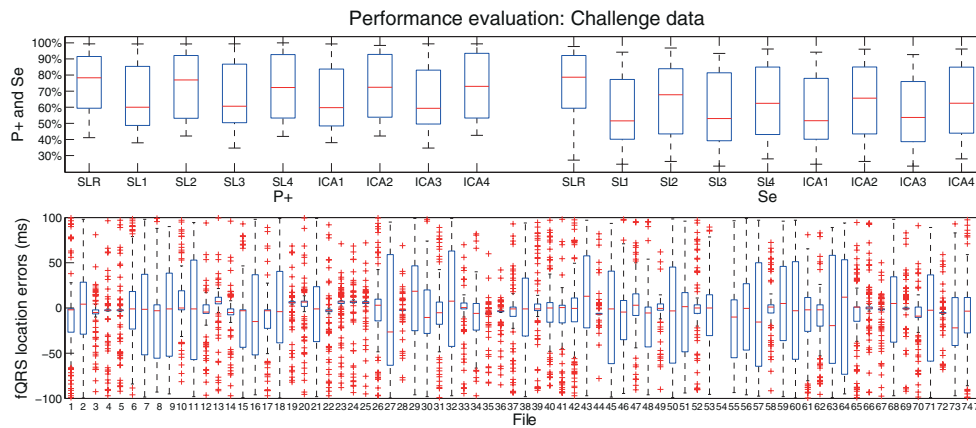 Performance evaluation: Challenge data
P+ and Se
100%
90%
80%
70%
60%
50%
40%
30%
SLR SL1 SL2 SL3 SL4 ICA1 ICA2 ICA3 ICA4 SLR SL1 Sl2 SL3 SL4 ICA1 ICA2 ICA3 ICA4
P+ Se
fQRS location errors (ms)
100
50
0
−50
−100
1 2 3 4 5 6 7 8 9 10 11 12 13 14 15 16 17 18 19 20 21 22 23 24 25 26 27 28 29 30 31 32 33 34 35 36 37 38 39 40 41 42 43 44 45 46 47 48 49 50 51 52 53 54 55 56 57 58 59 60 61 62 63 64 65 66 67 68 69 70 71 72 73 74
File